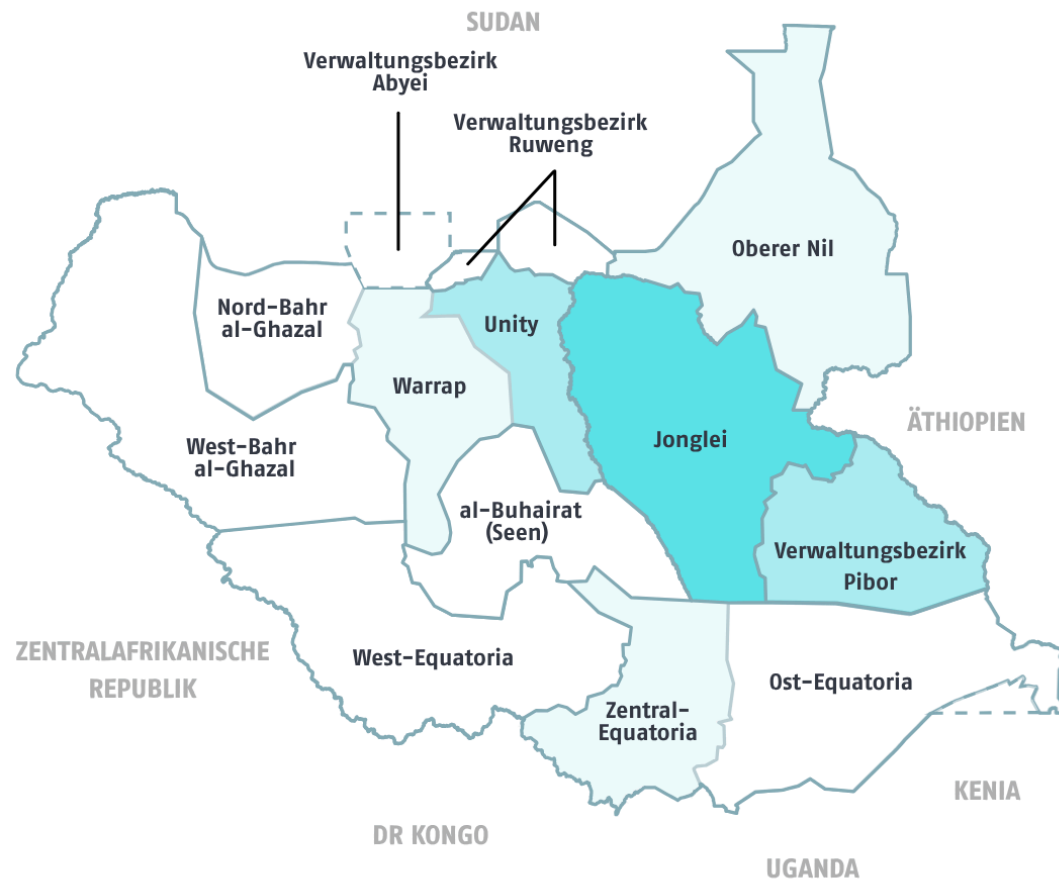 SUDAN
Verwaltungsbezirk
Abyei
Verwaltungsbezirk
Ruweng
Oberer Nil
Nord-Bahr
al-Ghazal
Unity
Warrap
ÄTHIOPIEN
Jonglei
West-Bahr
al-Ghazal
al-Buhairat
(Seen)
Verwaltungsbezirk
Pibor
ZENTRALAFRIKANISCHE
REPUBLIK
West-Equatoria
Ost-Equatoria
Zentral-
Equatoria
KENIA
DR KONGO
UGANDA